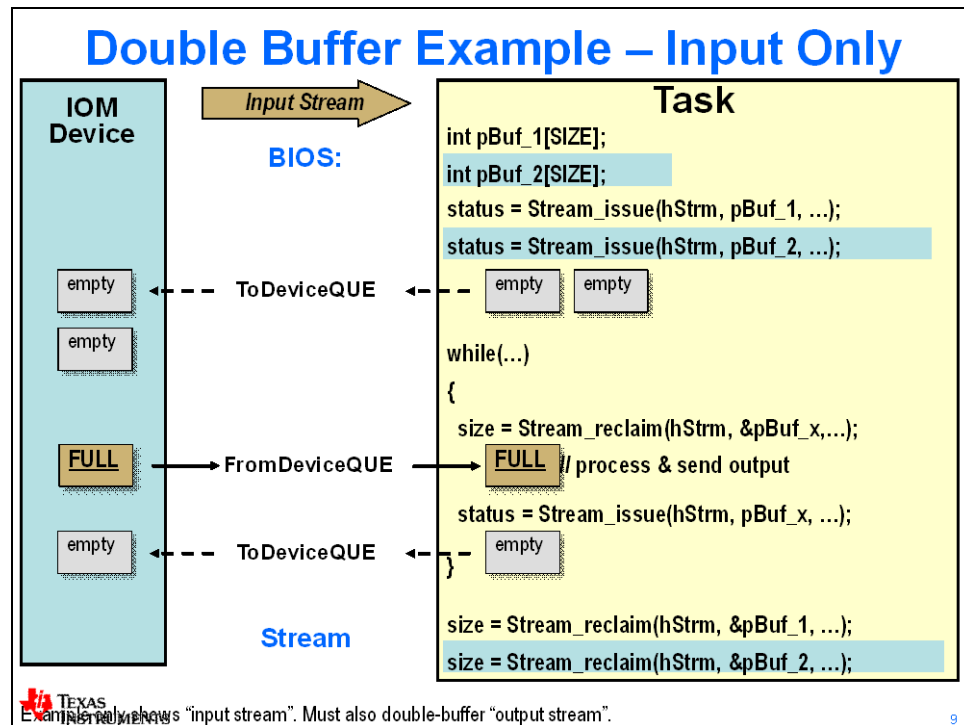 Double Buffer Example – Input Only
IOM
Device
Input Stream
BIOS:
Task
int pBuf_1[SIZE];
int pBuf_2[SIZE];
status = Stream_issue(hStrm, pBuf_1, …);
status = Stream_issue(hStrm, pBuf_2, …);
empty
ToDeviceQUE
empty
empty
empty
while(…)
{
size = Stream_reclaim(hStrm, &pBuf_x,…);
FULL
FromDeviceQUE
FULL
// process & send output
status = Stream_issue(hStrm, pBuf_x, …);
empty
ToDeviceQUE
empty
}
Stream
size = Stream_reclaim(hStrm, &pBuf_1, …);
size = Stream_reclaim(hStrm, &pBuf_2, …);
TEXAS
INSTRUMENTS
Example only shows “input stream”. Must also double-buffer “output stream”.
9